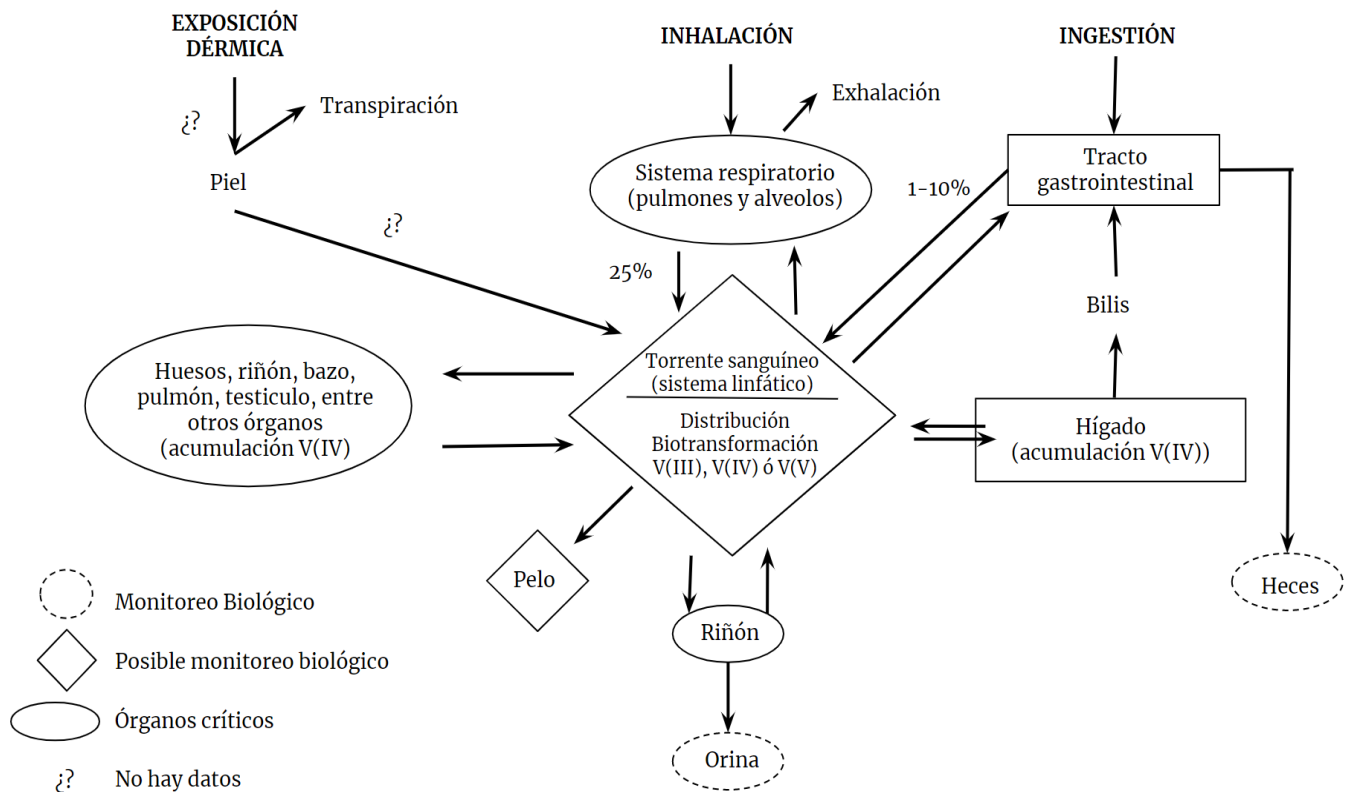 EXPOSICIÓN
DÉRMICA
INHALACIÓN
INGESTIÓN
¿?
Transpiración
Exhalación
Piel
Sistema respiratorio
(pulmones y alveolos)
1-10%
Tracto
gastrointestinal
¿?
25%
Bilis
Huesos, riñón, bazo,
pulmón, testiculo, entre
otros órganos
(acumulación V(IV)
Torrente sanguíneo
(sistema linfático)
Distribución
Biotransformación
V(III), V(IV) ó V(V)
Hígado
(acumulación V(IV))
Pelo
Heces
Riñón
Orina
Monitoreo Biológico
Posible monitoreo biológico
Órganos críticos
¿? No hay datos